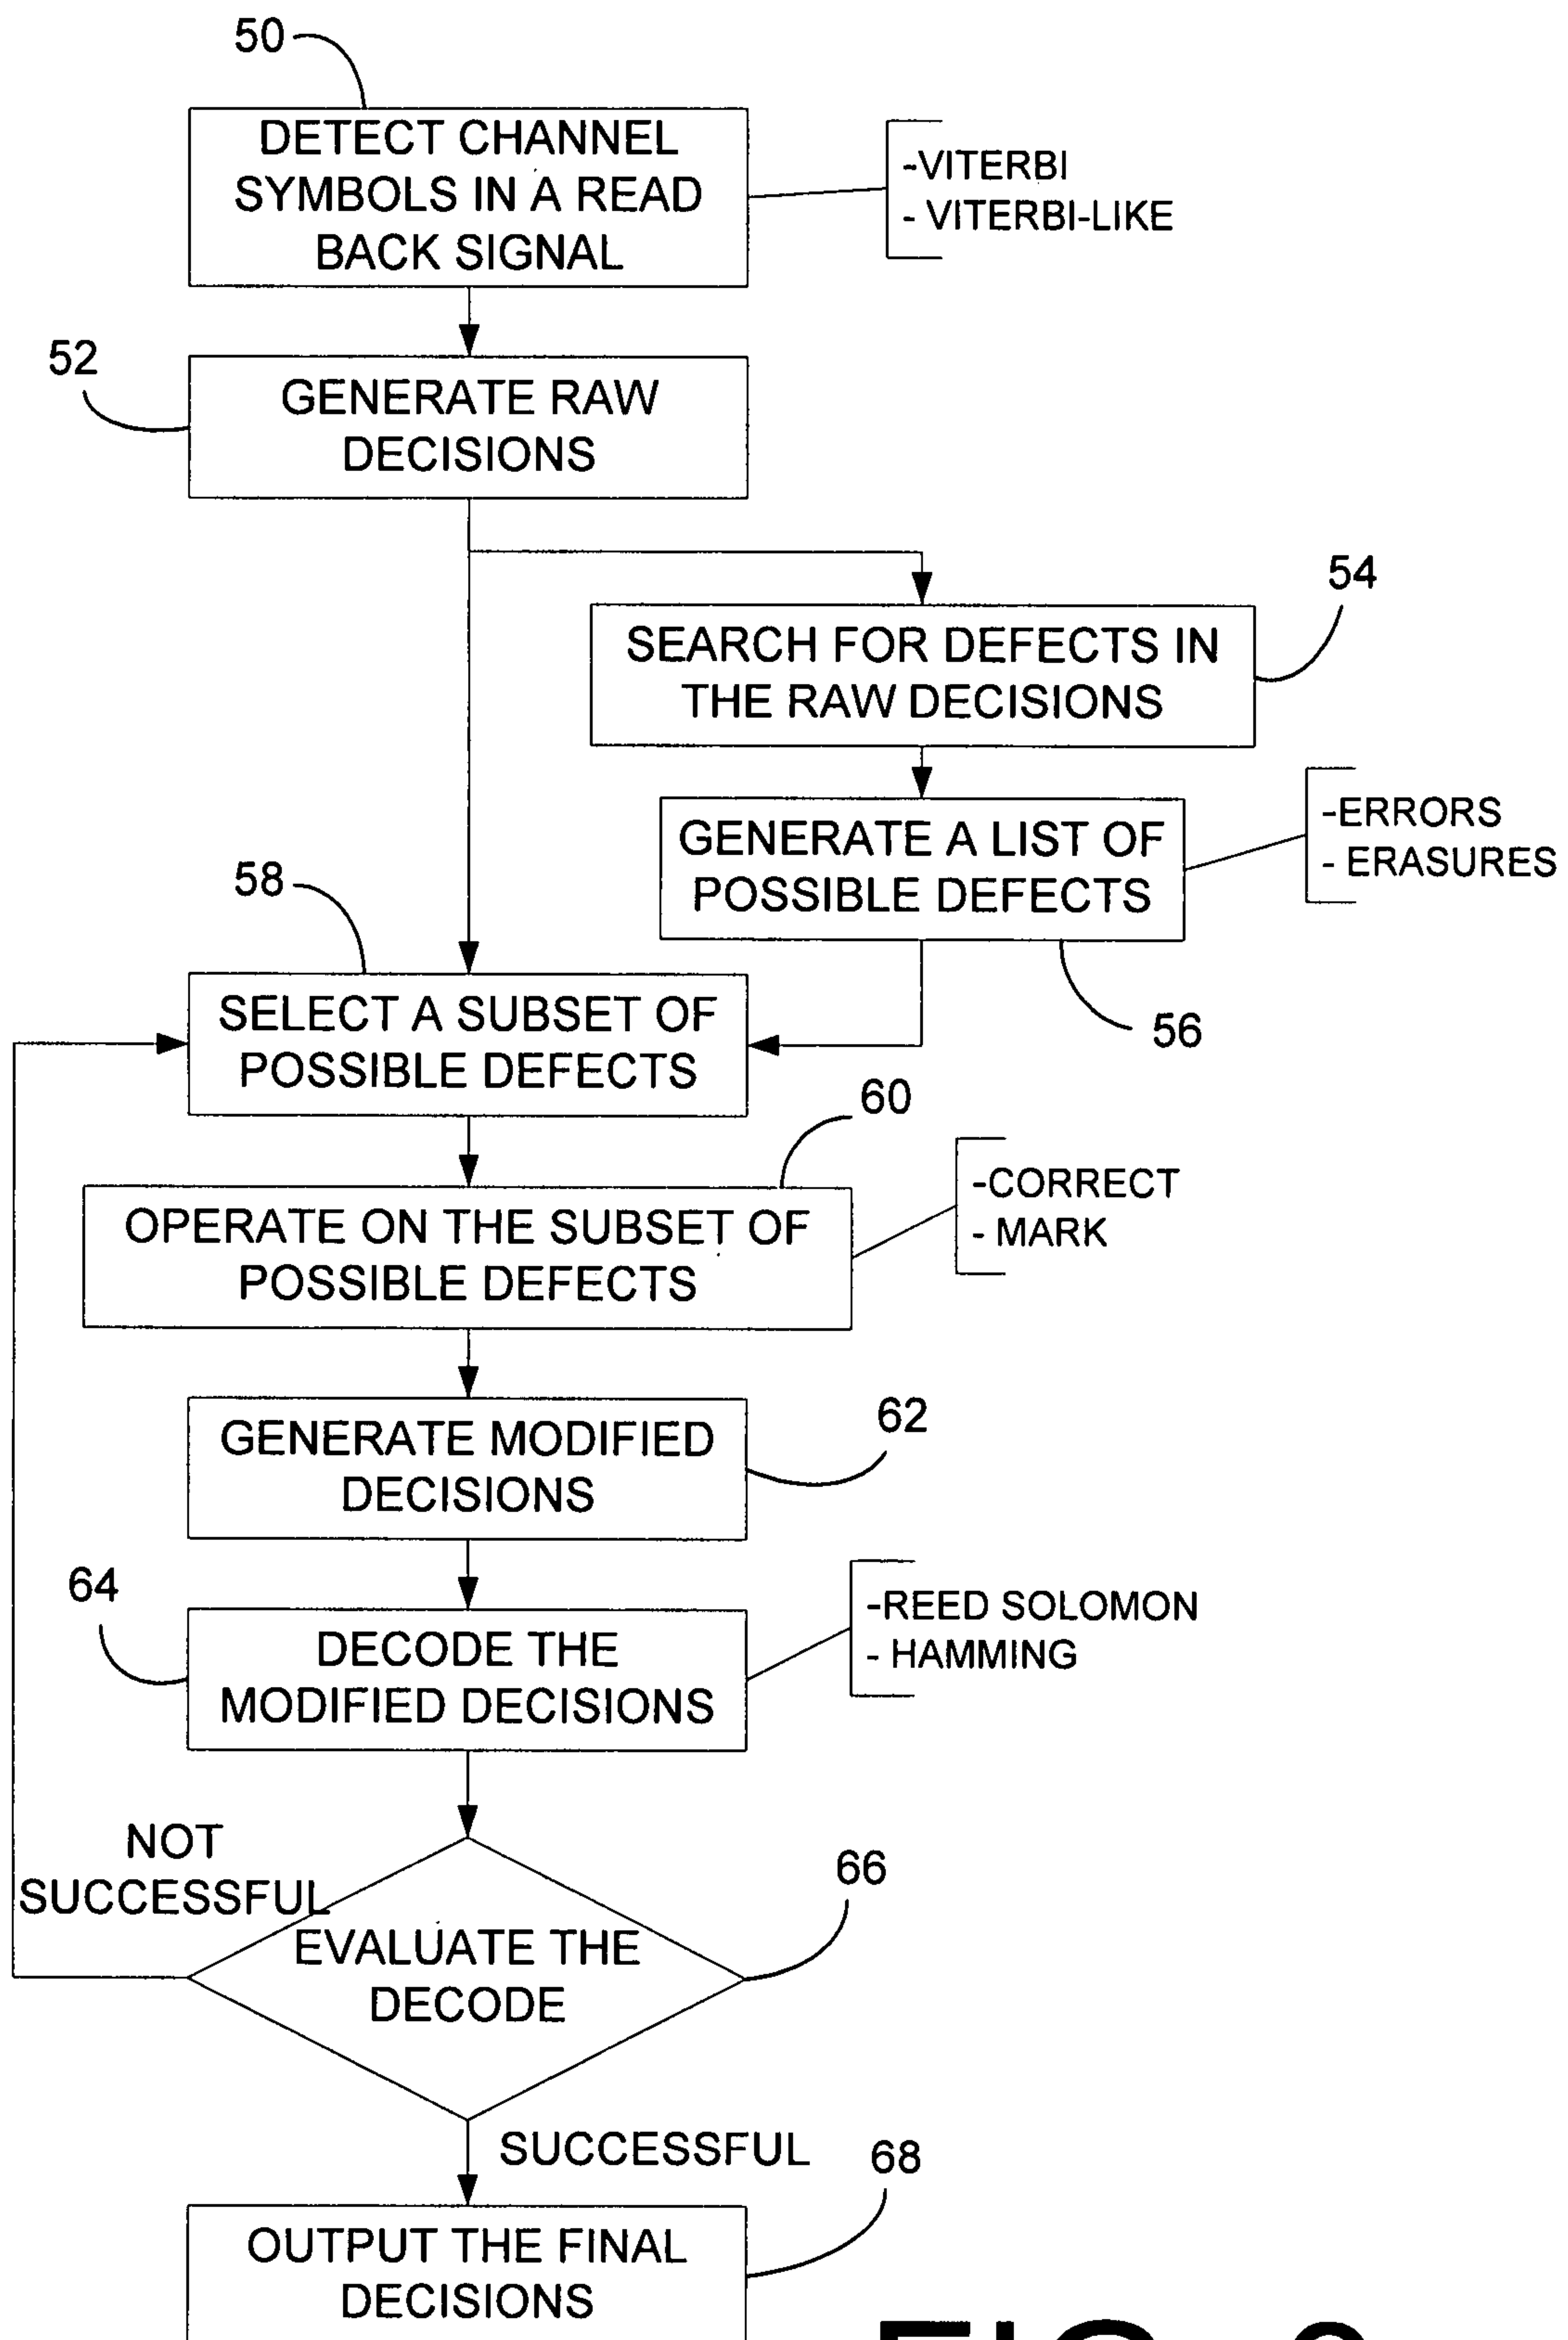 50
DETECT CHANNEL
SYMBOLS IN A READ
BACK SIGNAL
-VITERBI
- VITERBI-LIKE
52
GENERATE RAW
DECISIONS
54
SEARCH FOR DEFECTS IN
THE RAW DECISIONS
GENERATE A LIST OF
POSSIBLE DEFECTS
-ERRORS
- ERASURES
56
58
SELECT A SUBSET OF
POSSIBLE DEFECTS
60
OPERATE ON THE SUBSET OF
POSSIBLE DEFECTS
-CORRECT
- MARK
62
GENERATE MODIFIED
DECISIONS
64
DECODE THE
MODIFIED DECISIONS
-REED SOLOMON
- HAMMING
NOT
SUCCESSFUL
66
EVALUATE THE
DECODE
SUCCESSFUL
68
OUTPUT THE FINAL
DECISIONS